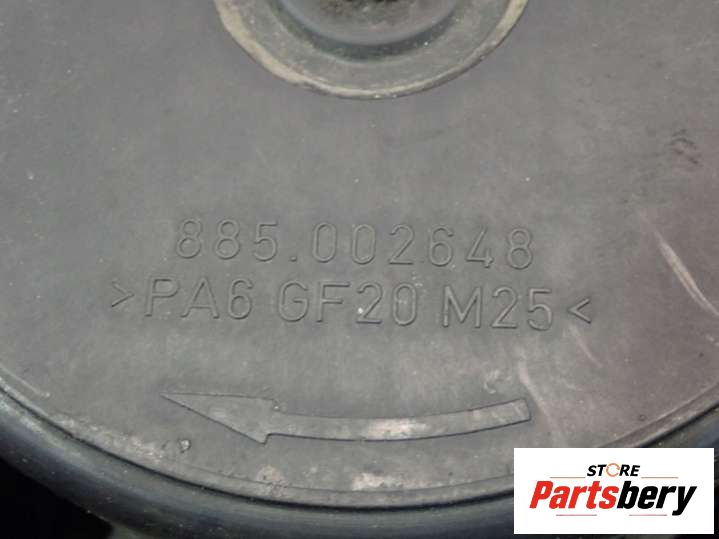 885.002648
>PA6 GF20 M25<
STORE
Partsbery